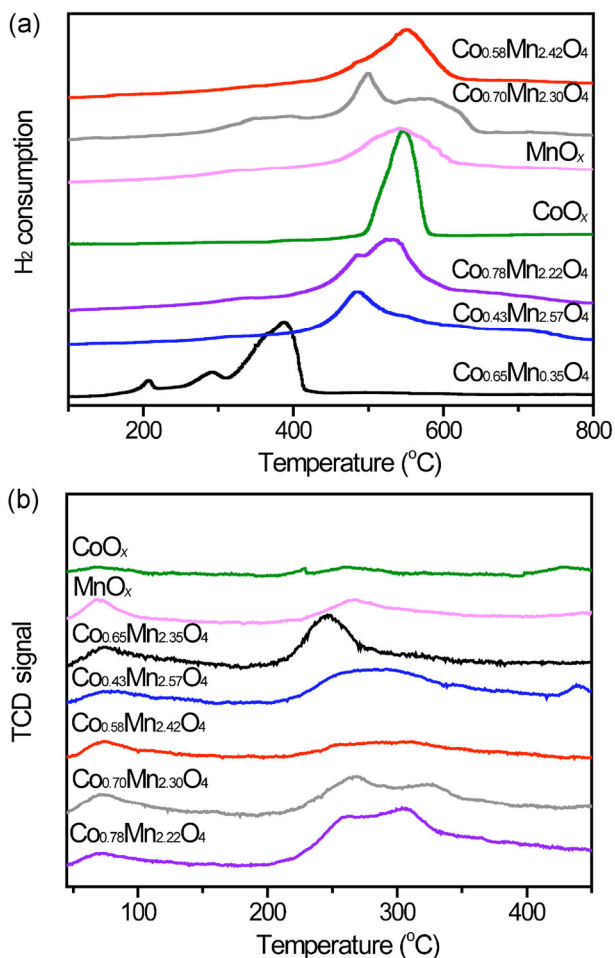 (a)
H₂ consumption
Co₀.₅₈Mn₂.₄₂O₄
Co₀.₇₀Mn₂.₃₀O₄
MnOₓ
CoOₓ
Co₀.₇₈Mn₂.₂₂O₄
Co₀.₄₃Mn₂.₅₇O₄
Co₀.₆₅Mn₀.₃₅O₄
200 400 600 800
Temperature (°C)
(b)
TCD signal
CoOₓ
MnOₓ
Co₀.₆₅Mn₂.₃₅O₄
Co₀.₄₃Mn₂.₅₇O₄
Co₀.₅₈Mn₂.₄₂O₄
Co₀.₇₀Mn₂.₃₀O₄
Co₀.₇₈Mn₂.₂₂O₄
100 200 300 400
Temperature (°C)